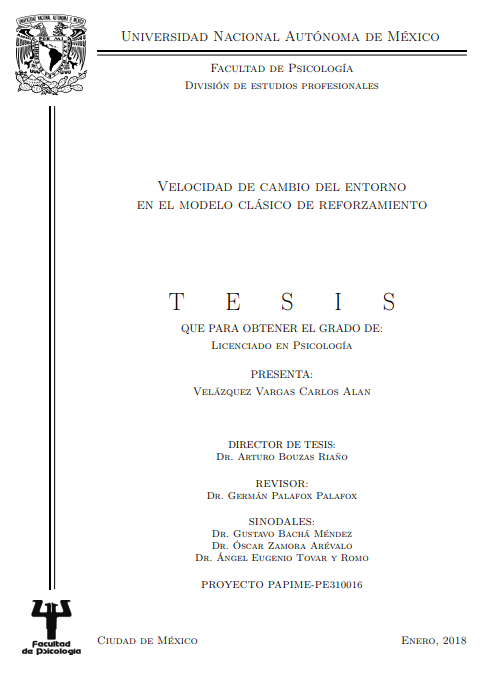 Universidad Nacional Autónoma de México
Facultad de Psicología
División de estudios profesionales
Velocidad de cambio del entorno
en el modelo clásico de reforzamiento
T E S I S
QUE PARA OBTENER EL GRADO DE:
Licenciado en Psicología
PRESENTA:
Velázquez Vargas Carlos Alan
DIRECTOR DE TESIS:
Dr. Arturo Bouzas Riaño
REVISOR:
Dr. Germán Palafox Palafox
SINODALES:
Dr. Gustavo Bachá Méndez
Dr. Óscar Zamora Arévalo
Dr. Ángel Eugenio Tovar y Romo
PROYECTO PAPIME-PE310016
Facultad
de Psicología
Ciudad de México
Enero, 2018